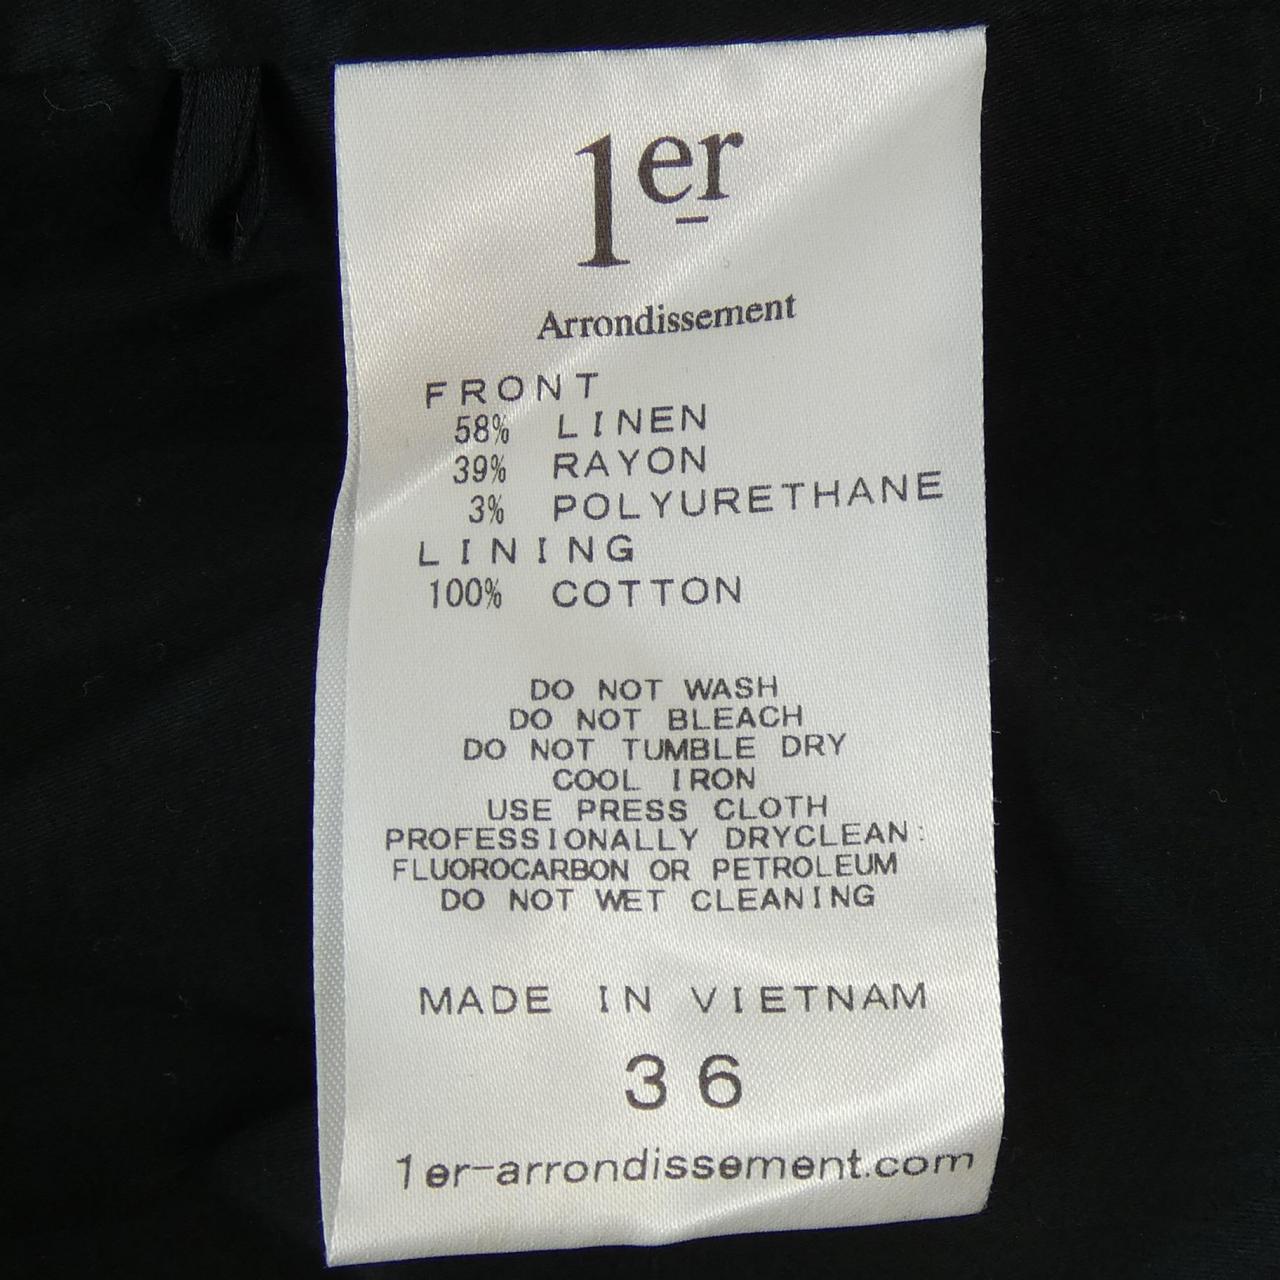 1er
Arrondissement
FRONT
58% LINEN
39% RAYON
3% POLYURETHANE
LINING
100% COTTON
DO NOT WASH
DO NOT BLEACH
DO NOT TUMBLE DRY
COOL IRON
USE PRESS CLOTH
PROFESSIONALLY DRYCLEAN:
FLUOROCARBON OR PETROLEUM
DO NOT WET CLEANING
MADE IN VIETNAM
36
1er-arrondissement.com